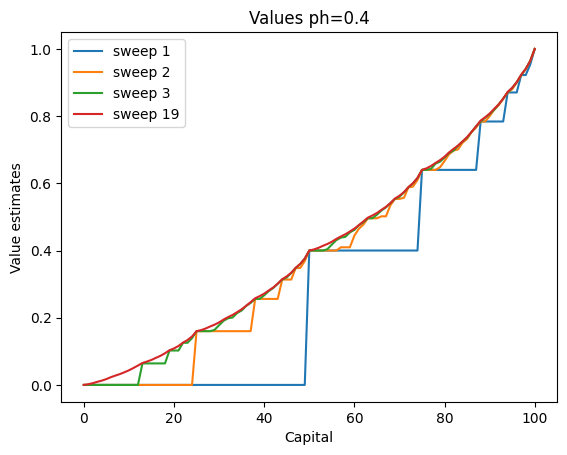 Values ph=0.4
sweep 1
sweep 2
sweep 3
sweep 19
1.0
0.8
0.6
0.4
0.2
0.0
Value estimates
0 20 40 60 80 100
Capital